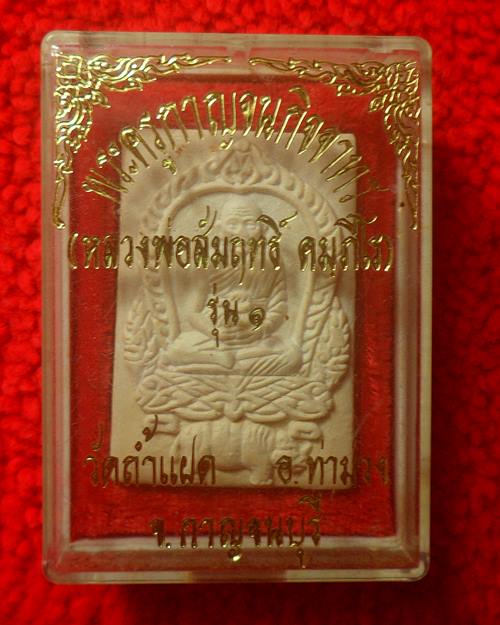 พระครูกาญจนกิจจาทร
(หลวงพ่อสัมฤทธิ์ คมฺภีโร)
รุ่น ๑
วัดถ้ำแฝด อ.ท่าม่วง
จ.กาญจนบุรี